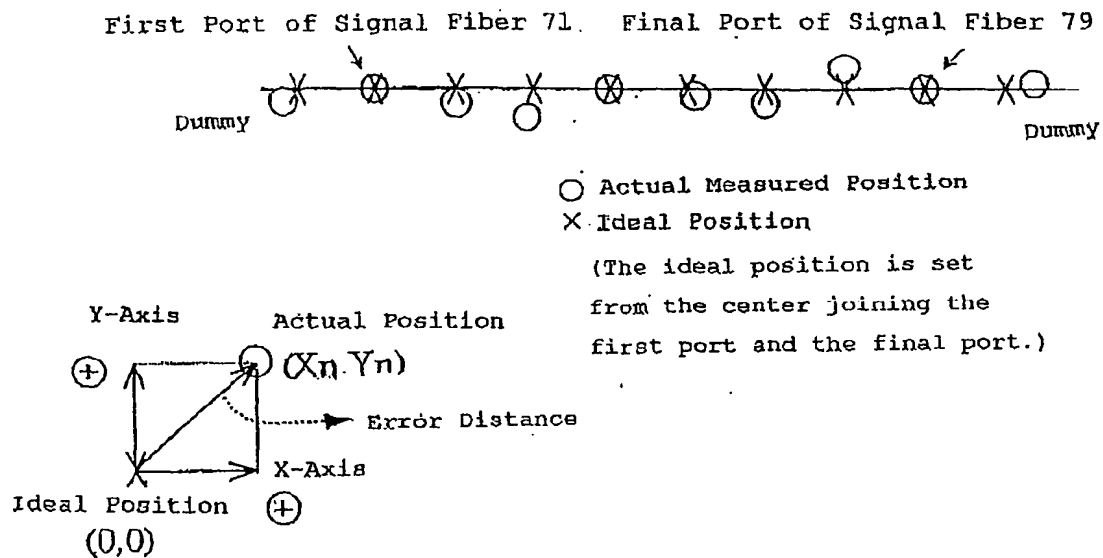 First Port of Signal Fiber 71. Final Port of Signal Fiber 79
Dummy
Dummy
○ Actual Measured Position
× Ideal Position
(The ideal position is set
from the center joining the
first port and the final port.)
Y-Axis
Actual Position
(Xn.Yn)
Error Distance
X-Axis
Ideal Position
(0,0)